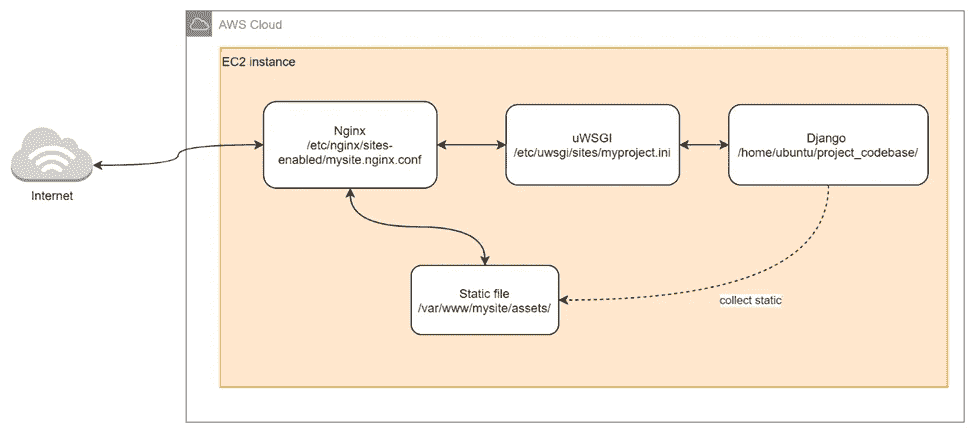 AWS Cloud
EC2 instance
Nginx
/etc/nginx/sites-
enabled/mysite.nginx.conf
uWSGI
/etc/uwsgi/sites/myproject.ini
Django
/home/ubuntu/project_codebase/
Internet
Static file
/var/www/mysite/assets/
collect static